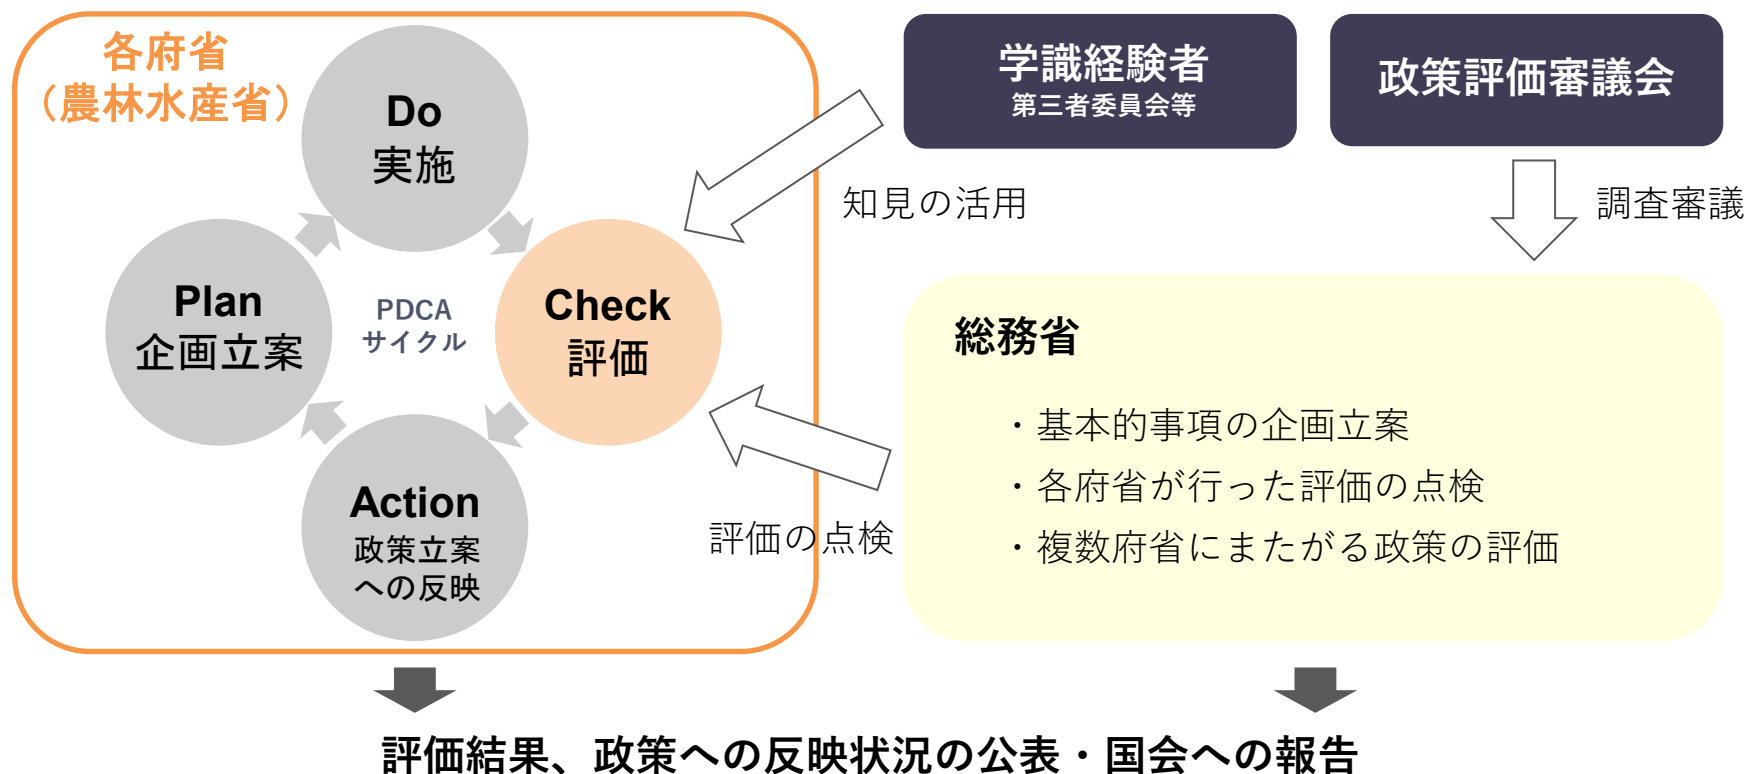 各府省
（農林水産省）
Do
実施
Plan
企画立案
PDCA
サイクル
Check
評価
Action
政策立案
への反映
学識経験者
第三者委員会等
政策評価審議会
知見の活用
調査審議
評価の点検
総務省
・基本的事項の企画立案
・各府省が行った評価の点検
・複数府省にまたがる政策の評価
評価結果、政策への反映状況の公表・国会への報告